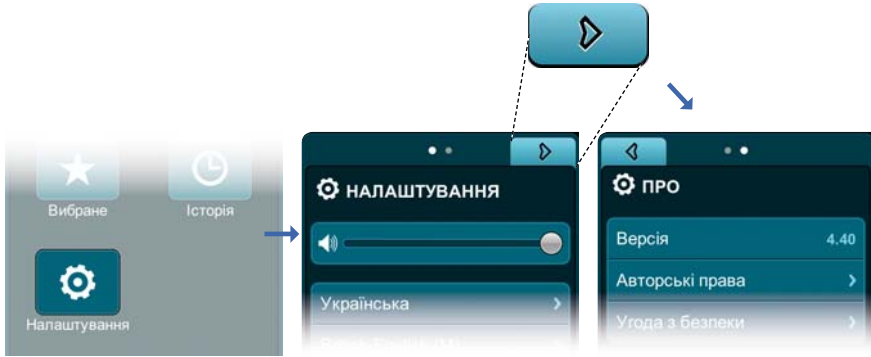 Вибране
Історія
Налаштування
НАЛАШТУВАННЯ
Українська
ПРО
Версія 4.40
Авторські права
Угода з безпеки